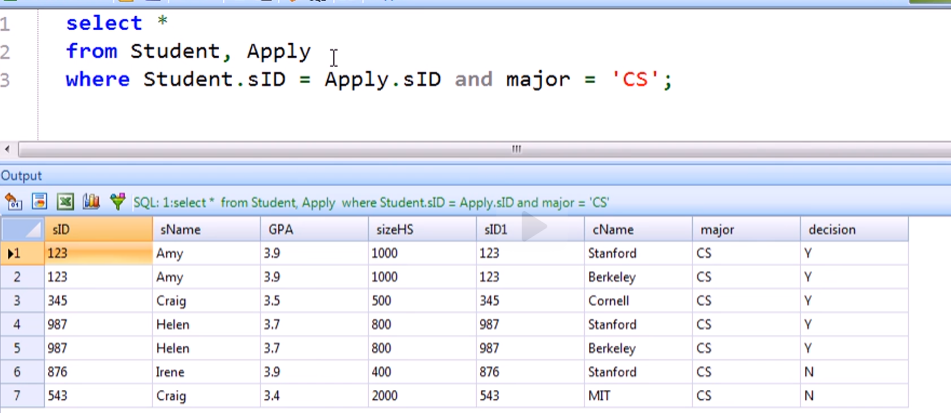 1 select *
2 from Student, Apply
3 where Student.sID = Apply.sID and major = 'CS';
Output
SQL: 1:select * from Student, Apply where Student.sID = Apply.sID and major = 'CS'
sID sName GPA sizeHS sID1 cName major decision
1 123 Amy 3.9 1000 123 Stanford CS Y
2 123 Amy 3.9 1000 123 Berkeley CS Y
3 345 Craig 3.5 500 345 Cornell CS Y
4 987 Helen 3.7 800 987 Stanford CS Y
5 987 Helen 3.7 800 987 Berkeley CS Y
6 876 Irene 3.9 400 876 Stanford CS N
7 543 Craig 3.4 2000 543 MIT CS N